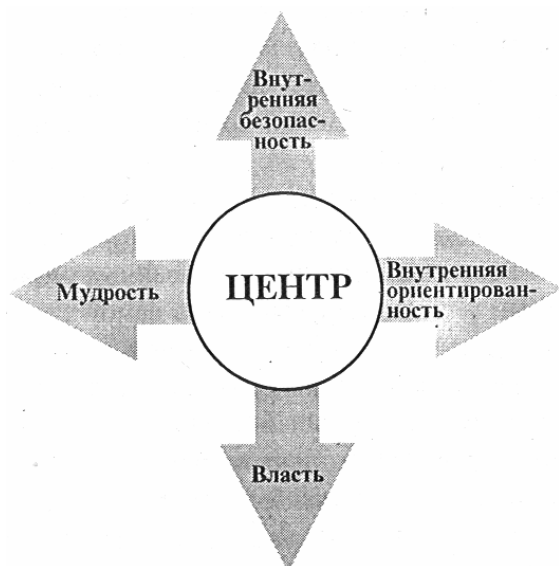 Внут-
ренняя
безопас-
ность
Мудрость
ЦЕНТР
Внутренняя
ориентирован-
ность
Власть